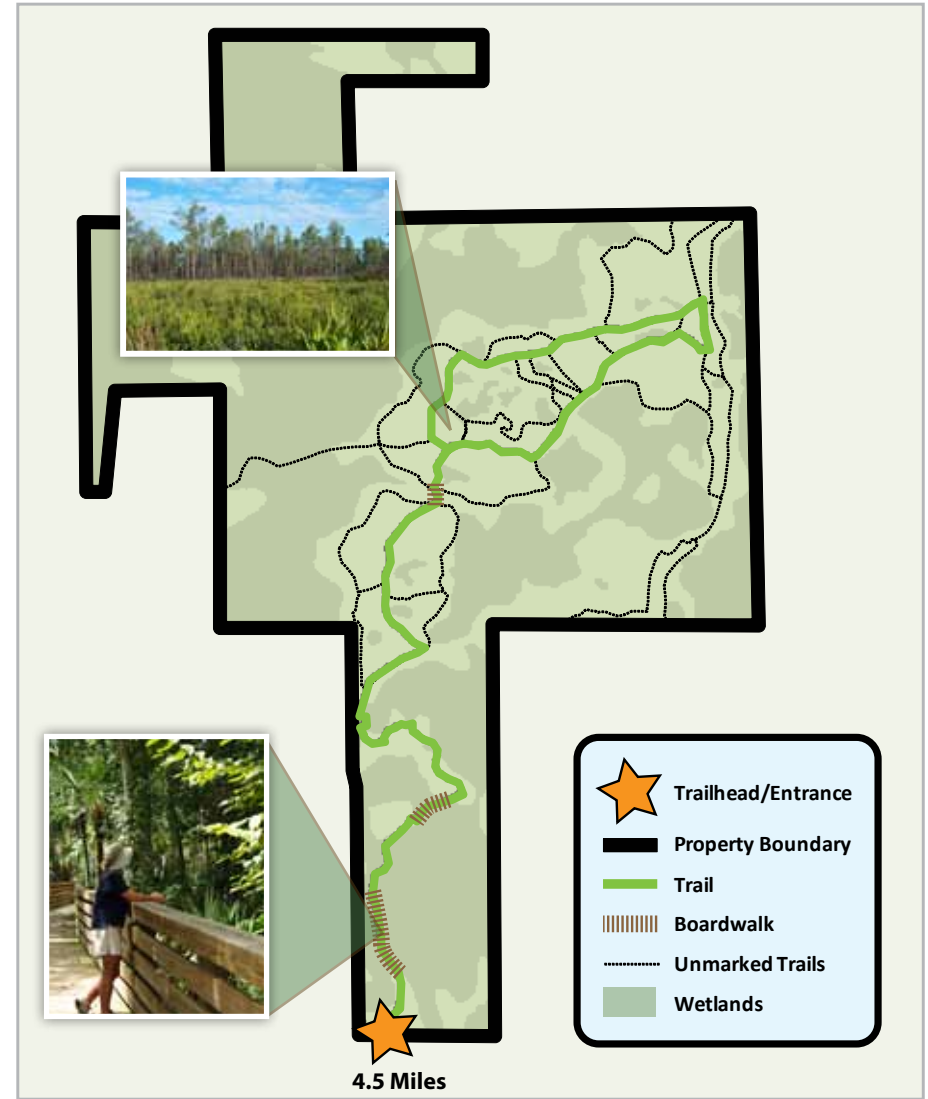 Trailhead/Entrance
Property Boundary
Trail
Boardwalk
Unmarked Trails
Wetlands
4.5 Miles